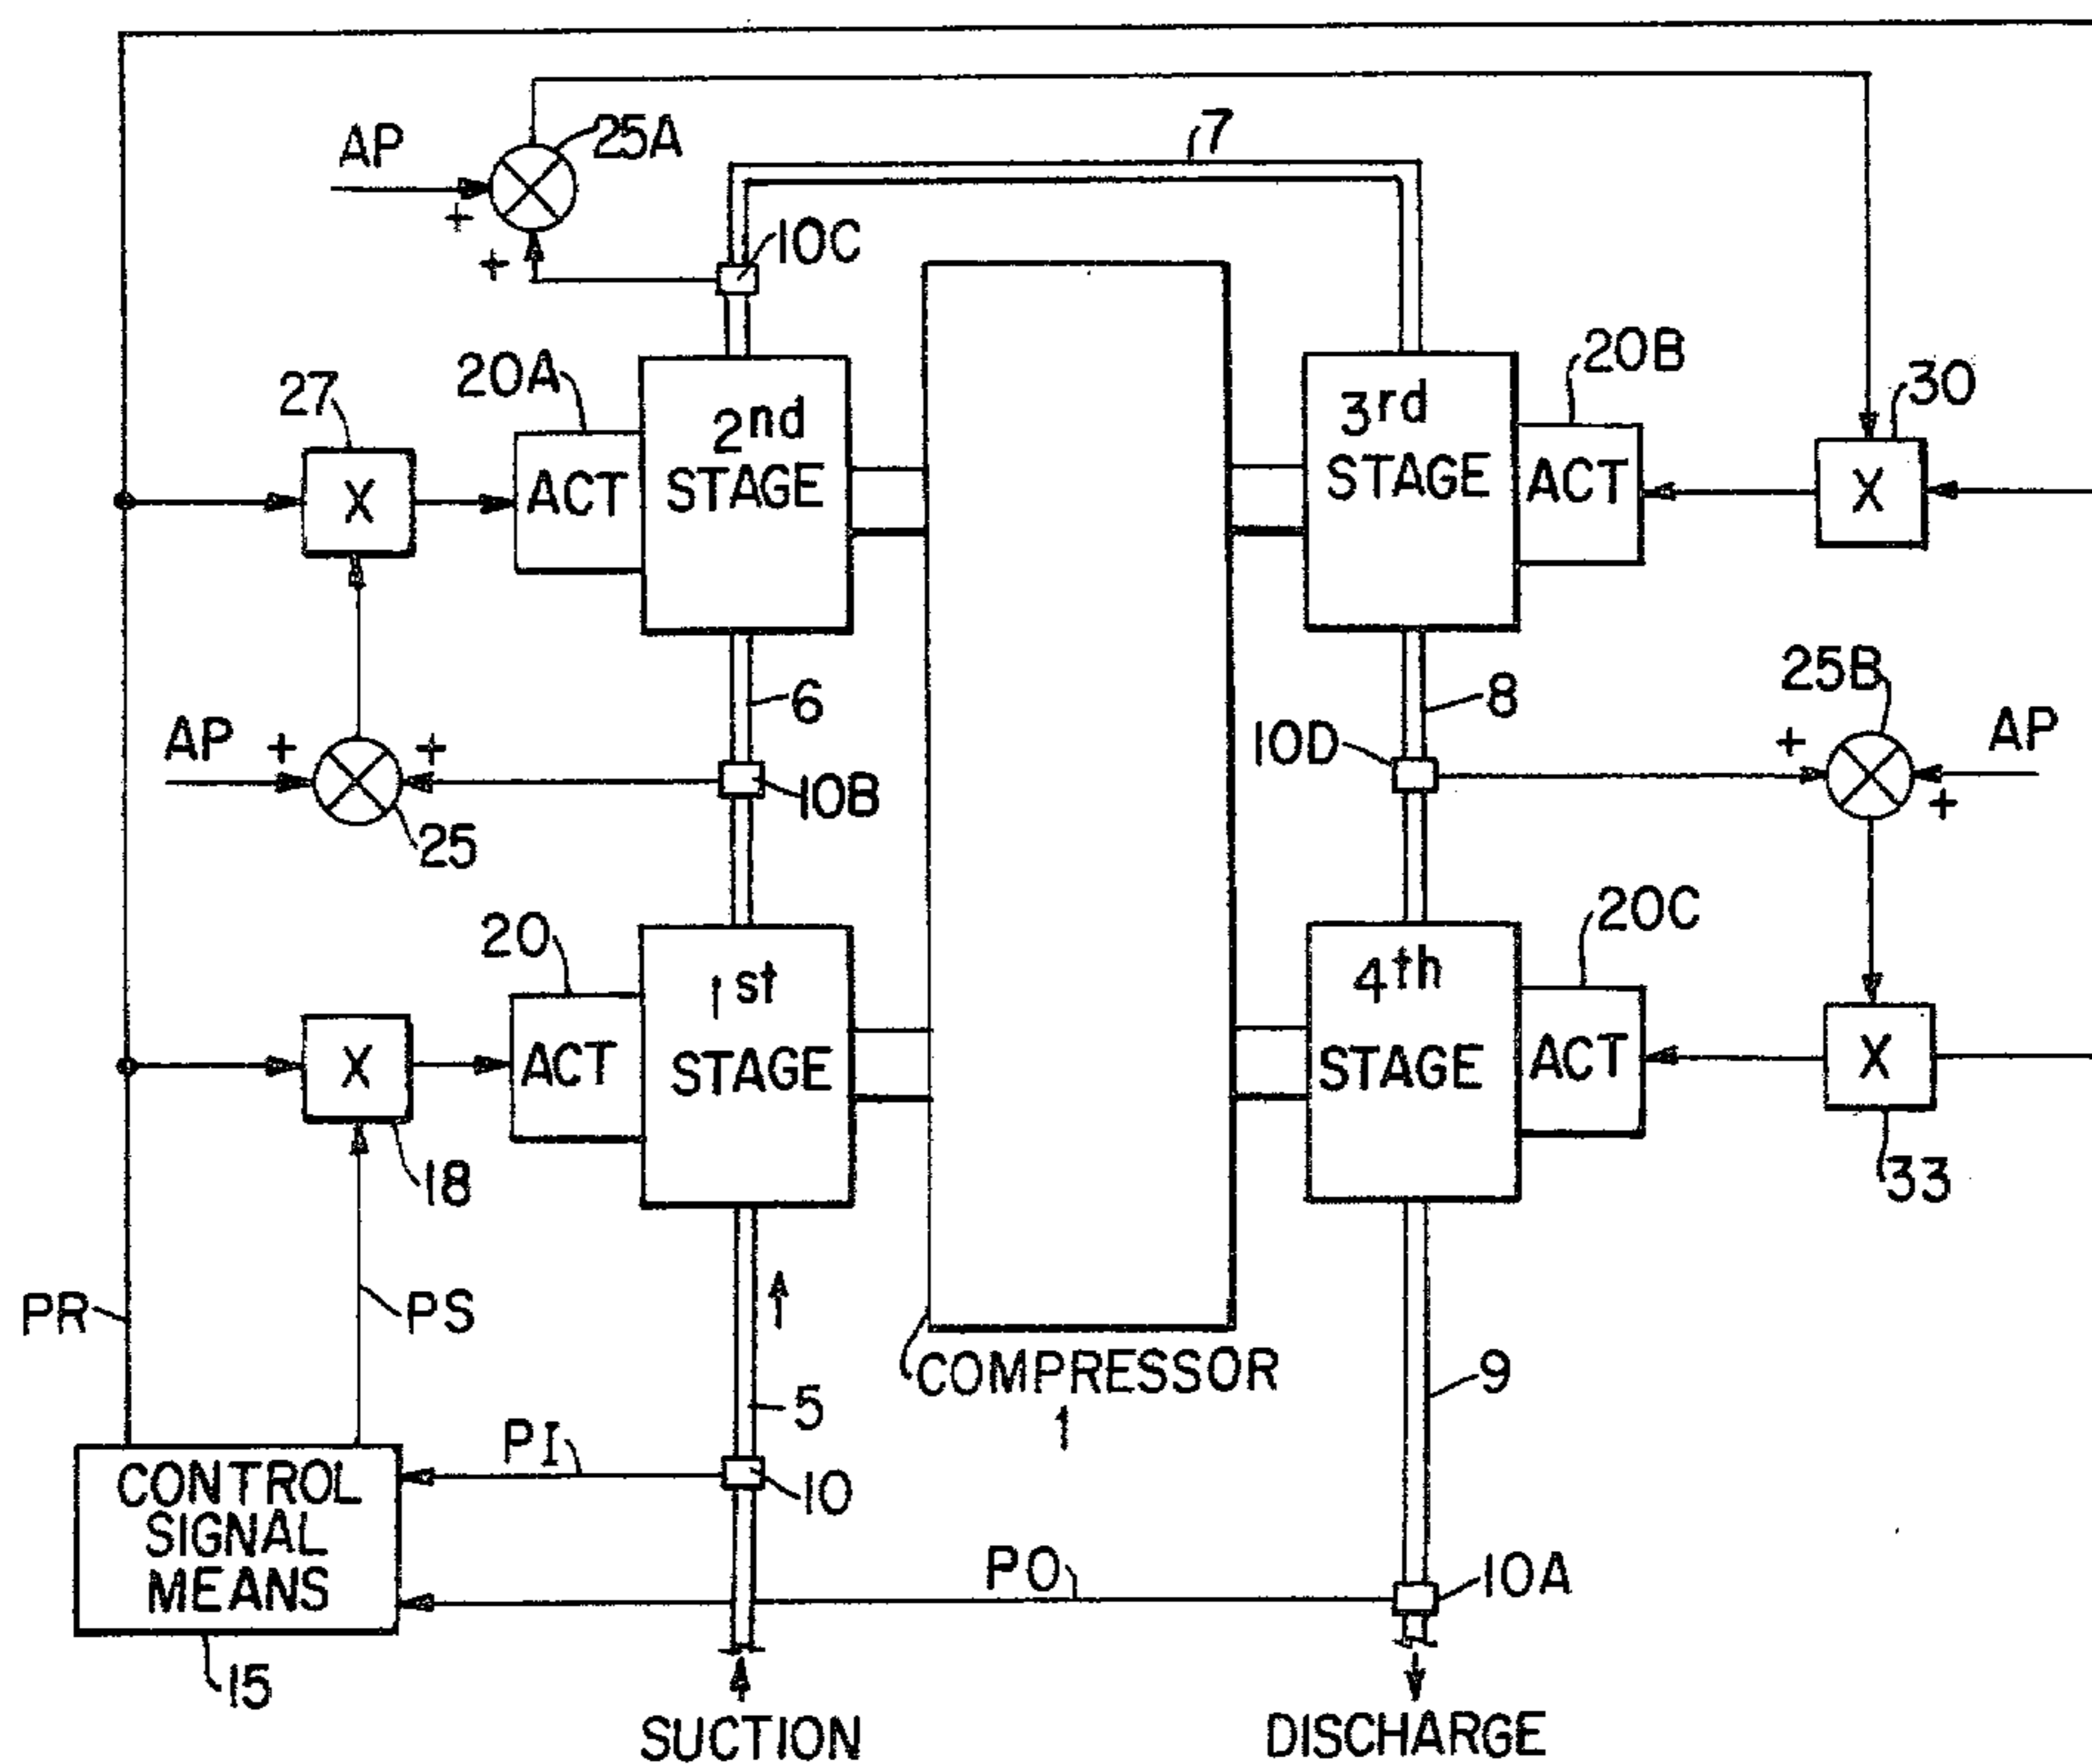 AP
25A
7
+
+
10C
20A
2nd
STAGE
ACT
27
X
3rd
STAGE
ACT
20B
30
X
6
8
25B
AP
+
+
10B
25
10D
+
AP
+
20
1st
STAGE
ACT
X
18
4th
STAGE
ACT
20C
X
33
PR
PS
COMPRESSOR
1
5
9
PI
10
CONTROL
SIGNAL
MEANS
15
PO
10A
SUCTION
DISCHARGE